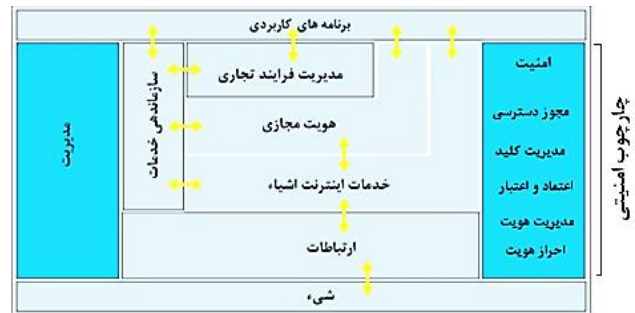 برنامه های کاربردی
چارچوب امنیتی
امنیت
مجوز دسترسی
مدیریت کلید
اعتماد و اعتبار
مدیریت هویت
احراز هویت
مدیریت فرایند تجاری
هویت مجازی
خدمات اینترنت اشیاء
ارتباطات
سازماندهی خدمات
مدیریت
شیء